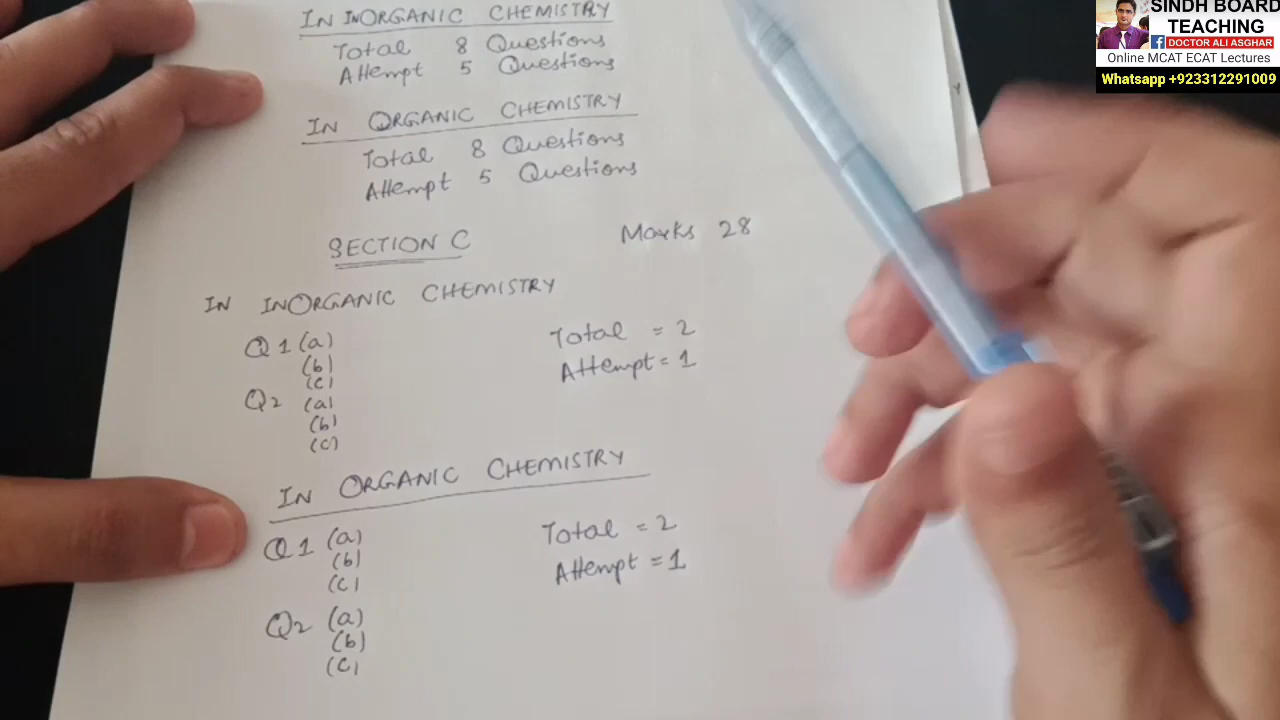 IN INORGANIC CHEMISTRY
Total 8 Questions
Attempt 5 Questions
IN ORGANIC CHEMISTRY
Total 8 Questions
Attempt 5 Questions
SECTION C Marks 28
IN INORGANIC CHEMISTRY
Q1 (a) Total = 2
(b) Attempt = 1
(c)
Q2 (a)
(b)
(c)
IN ORGANIC CHEMISTRY
Q1 (a) Total = 2
(b) Attempt = 1
(c)
Q2 (a)
(b)
(c)
SINDH BOARD
TEACHING
DOCTOR ALI ASGHAR
Online MCAT ECAT Lectures
Whatsapp +923312291009